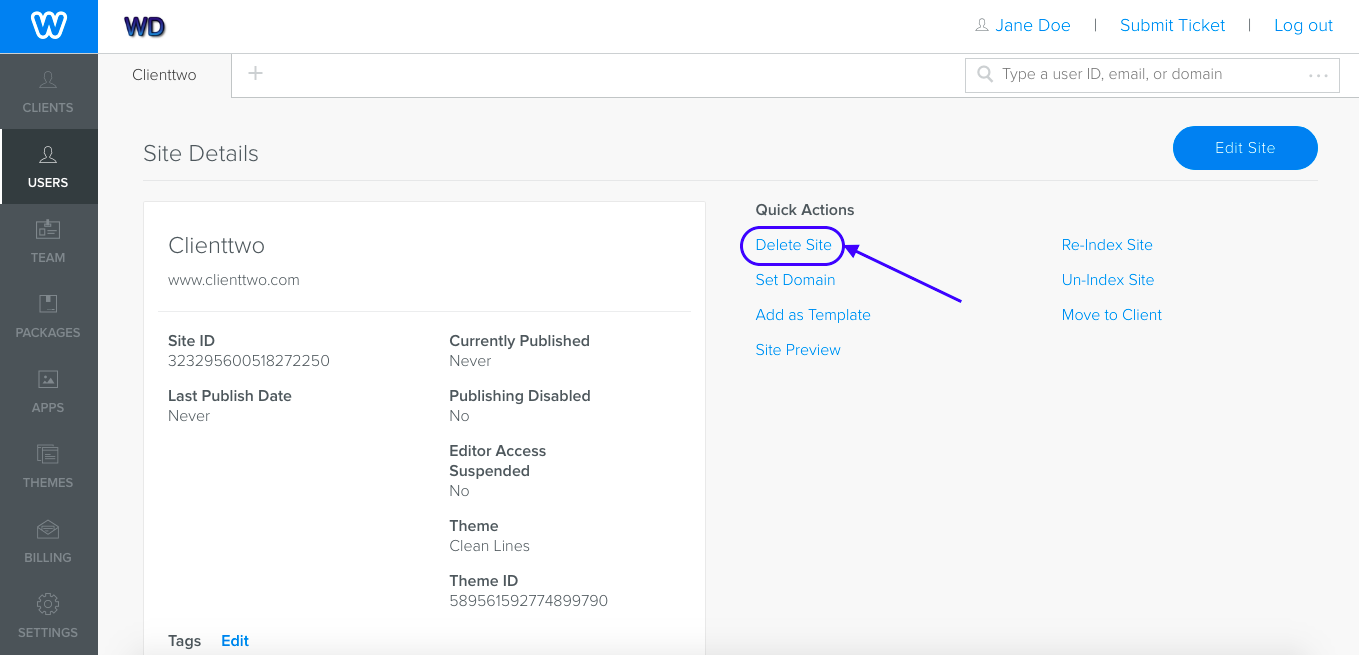 WD
Jane Doe | Submit Ticket | Log out
Clienttwo
Type a user ID, email, or domain
CLIENTS
USERS
TEAM
PACKAGES
APPS
THEMES
BILLING
SETTINGS
Site Details
Edit Site
Clienttwo
www.clienttwo.com
Site ID
323295600518272250
Last Publish Date
Never
Currently Published
Never
Publishing Disabled
No
Editor Access
Suspended
No
Theme
Clean Lines
Theme ID
589561592774899790
Tags Edit
Quick Actions
Delete Site
Set Domain
Add as Template
Site Preview
Re-Index Site
Un-Index Site
Move to Client